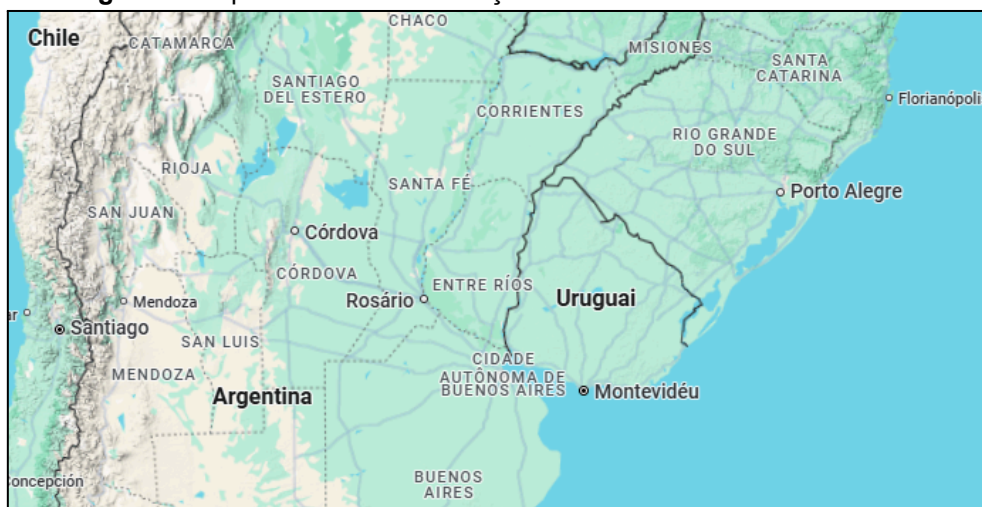 CHACO
Chile
CATAMARCA
MISIONES
SANTIAGO
DEL ESTERO
SANTA
CATARINA
Florianópolis
CORRIENTES
RIO GRANDE
DO SUL
RIOJA
SANTA FÉ
Porto Alegre
SAN JUAN
Córdova
CÓRDOVA
ENTRE RÍOS
Uruguai
Mendoza
Rosário
Santiago
SAN LUIS
CIDADE
AUTÔNOMA DE
BUENOS AIRES
MENDOZA
Argentina
Montevidéu
BUENOS
AIRES
Concepción